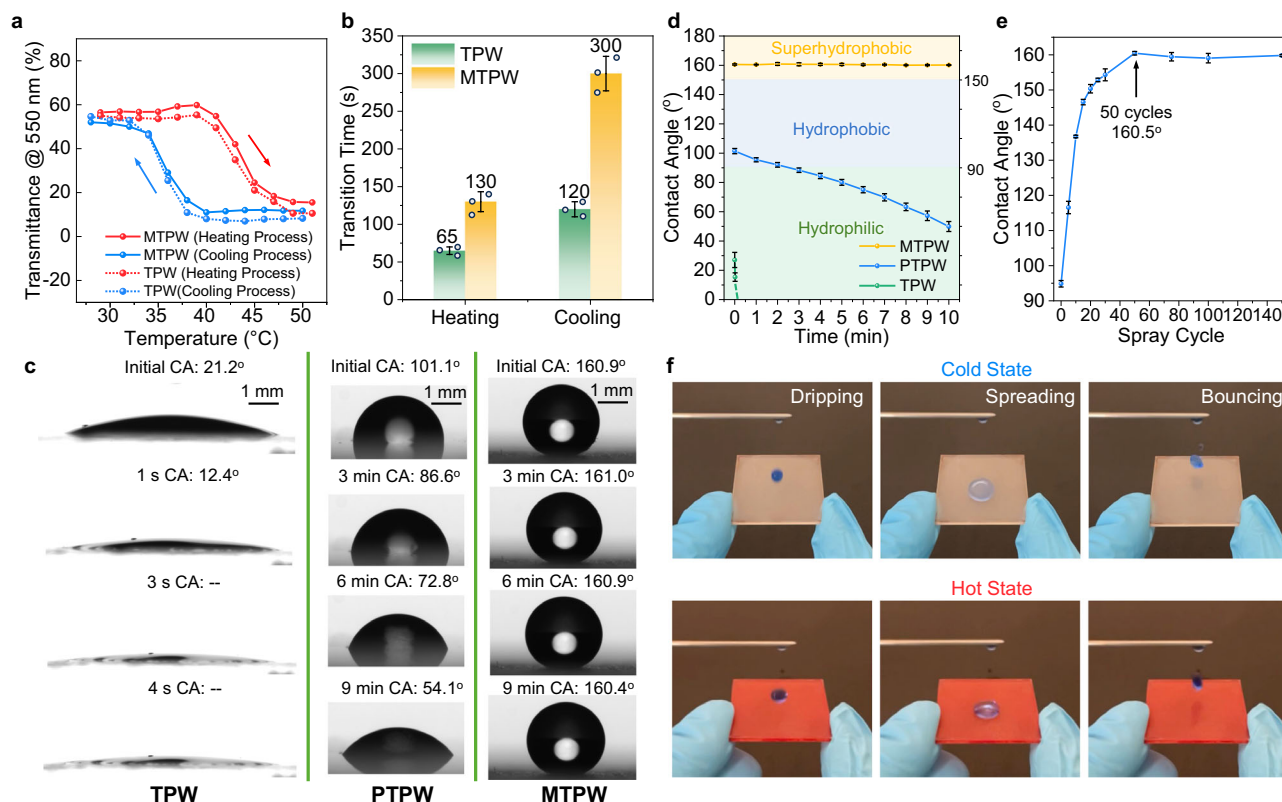 a
Transmittance @ 550 nm (%)
80
60
40
20
0
-20
MTPW (Heating Process)
MTPW (Cooling Process)
TPW (Heating Process)
TPW(Cooling Process)
30 35 40 45 50
Temperature (°C)
b
Transition Time (s)
350
300
250
200
150
100
50
0
TPW
MTPW
65
130
120
300
Heating Cooling
d
Contact Angle (°)
180
160
140
120
100
80
60
40
20
0
Superhydrophobic
150
Hydrophobic
90
Hydrophilic
MTPW
PTPW
TPW
0 1 2 3 4 5 6 7 8 9 10
Time (min)
e
Contact Angle (°)
170
160
150
140
130
120
110
100
90
50 cycles
160.5°
0 20 40 60 80 100 120 140
Spray Cycle
c
Initial CA: 21.2°
1 mm
1 s CA: 12.4°
3 s CA: --
4 s CA: --
TPW
Initial CA: 101.1°
1 mm
3 min CA: 86.6°
6 min CA: 72.8°
9 min CA: 54.1°
PTPW
Initial CA: 160.9°
1 mm
3 min CA: 161.0°
6 min CA: 160.9°
9 min CA: 160.4°
MTPW
f
Cold State
Dripping Spreading Bouncing
Hot State